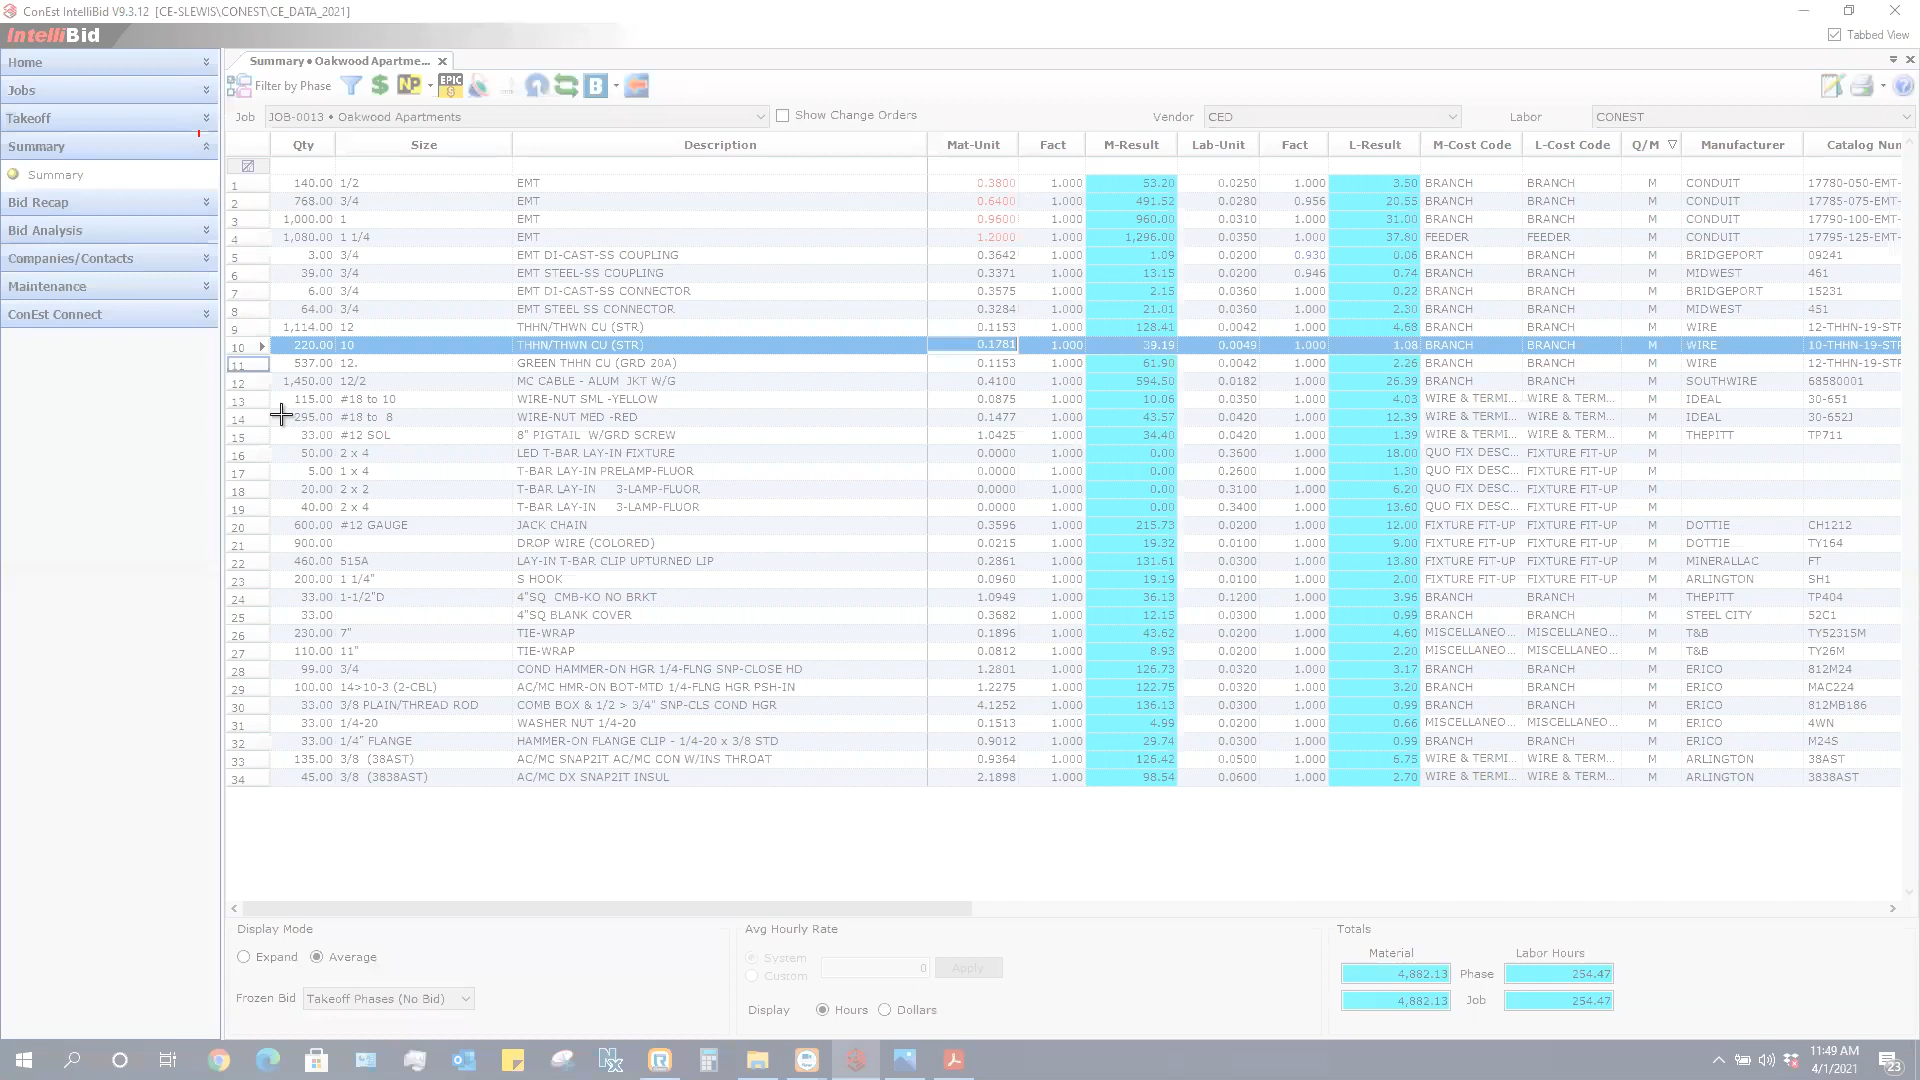 ConEst IntelliBid V9.3.12 [CE-SLEWIS\CONEST\CE_DATA_2021]
IntelliBid
Tabbed View
Home
Jobs
Takeoff
Summary
Summary
Bid Recap
Bid Analysis
Companies/Contacts
Maintenance
ConEst Connect
Summary • Oakwood Apartme...
Filter by Phase $ NP EPIC $ B
Job JOB-0013 • Oakwood Apartments Show Change Orders Vendor CED Labor CONEST
Qty Size Description Mat-Unit Fact M-Result Lab-Unit Fact L-Result M-Cost Code L-Cost Code Q/M Manufacturer Catalog Nun
1 140.00 1/2 EMT 0.3800 1.000 53.20 0.0250 1.000 3.50 BRANCH BRANCH M CONDUIT 17780-050-EMT-
2 768.00 3/4 EMT 0.6400 1.000 491.52 0.0280 0.956 20.55 BRANCH BRANCH M CONDUIT 17785-075-EMT-
3 1,000.00 1 EMT 0.9600 1.000 960.00 0.0310 1.000 31.00 BRANCH BRANCH M CONDUIT 17790-100-EMT-
4 1,080.00 1 1/4 EMT 1.2000 1.000 1,296.00 0.0350 1.000 37.80 FEEDER FEEDER M CONDUIT 17795-125-EMT-
5 3.00 3/4 EMT DI-CAST-SS COUPLING 0.3642 1.000 1.09 0.0200 0.930 0.06 BRANCH BRANCH M BRIDGEPORT 09241
6 39.00 3/4 EMT STEEL-SS COUPLING 0.3371 1.000 13.15 0.0200 0.946 0.74 BRANCH BRANCH M MIDWEST 461
7 6.00 3/4 EMT DI-CAST-SS CONNECTOR 0.3575 1.000 2.15 0.0360 1.000 0.22 BRANCH BRANCH M BRIDGEPORT 15231
8 64.00 3/4 EMT STEEL SS CONNECTOR 0.3284 1.000 21.01 0.0360 1.000 2.30 BRANCH BRANCH M MIDWEST 451
9 1,114.00 12 THHN/THWN CU (STR) 0.1153 1.000 128.41 0.0042 1.000 4.68 BRANCH BRANCH M WIRE 12-THHN-19-STR
10 220.00 10 THHN/THWN CU (STR) 0.1781 1.000 39.19 0.0049 1.000 1.08 BRANCH BRANCH M WIRE 10-THHN-19-STR
11 537.00 12. GREEN THHN CU (GRD 20A) 0.1153 1.000 61.90 0.0042 1.000 2.26 BRANCH BRANCH M WIRE 12-THHN-19-STR
12 1,450.00 12/2 MC CABLE - ALUM JKT W/G 0.4100 1.000 594.50 0.0182 1.000 26.39 BRANCH BRANCH M SOUTHWIRE 68580001
13 115.00 #18 to 10 WIRE-NUT SML -YELLOW 0.0875 1.000 10.06 0.0350 1.000 4.03 WIRE & TERMI... WIRE & TERM... M IDEAL 30-651
14 295.00 #18 to 8 WIRE-NUT MED -RED 0.1477 1.000 43.57 0.0420 1.000 12.39 WIRE & TERMI... WIRE & TERM... M IDEAL 30-652J
15 33.00 #12 SOL 8" PIGTAIL W/GRD SCREW 1.0425 1.000 34.40 0.0420 1.000 1.39 WIRE & TERMI... WIRE & TERM... M THEPITT TP711
16 50.00 2 x 4 LED T-BAR LAY-IN FIXTURE 0.0000 1.000 0.00 0.3600 1.000 18.00 QUO FIX DESC... FIXTURE FIT-UP M
17 5.00 1 x 4 T-BAR LAY-IN PRELAMP-FLUOR 0.0000 1.000 0.00 0.2600 1.000 1.30 QUO FIX DESC... FIXTURE FIT-UP M
18 20.00 2 x 2 T-BAR LAY-IN 3-LAMP-FLUOR 0.0000 1.000 0.00 0.3100 1.000 6.20 QUO FIX DESC... FIXTURE FIT-UP M
19 40.00 2 x 4 T-BAR LAY-IN 3-LAMP-FLUOR 0.0000 1.000 0.00 0.3400 1.000 13.60 QUO FIX DESC... FIXTURE FIT-UP M
20 600.00 #12 GAUGE JACK CHAIN 0.3596 1.000 215.73 0.0200 1.000 12.00 FIXTURE FIT-UP FIXTURE FIT-UP M DOTTIE CH1212
21 900.00 DROP WIRE (COLORED) 0.0215 1.000 19.32 0.0100 1.000 9.00 FIXTURE FIT-UP FIXTURE FIT-UP M DOTTIE TY164
22 460.00 515A LAY-IN T-BAR CLIP UPTURNED LIP 0.2861 1.000 131.61 0.0300 1.000 13.80 FIXTURE FIT-UP FIXTURE FIT-UP M MINERALLAC FT
23 200.00 1 1/4" S HOOK 0.0960 1.000 19.19 0.0100 1.000 2.00 FIXTURE FIT-UP FIXTURE FIT-UP M ARLINGTON SH1
24 33.00 1-1/2"D 4"SQ CMB-KO NO BRKT 1.0949 1.000 36.13 0.1200 1.000 3.96 BRANCH BRANCH M THEPITT TP404
25 33.00 4"SQ BLANK COVER 0.3682 1.000 12.15 0.0300 1.000 0.99 BRANCH BRANCH M STEEL CITY 52C1
26 230.00 7" TIE-WRAP 0.1896 1.000 43.62 0.0200 1.000 4.60 MISCELLANEO... MISCELLANEO... M T&B TY52315M
27 110.00 11" TIE-WRAP 0.0812 1.000 8.93 0.0200 1.000 2.20 MISCELLANEO... MISCELLANEO... M T&B TY26M
28 99.00 3/4 COND HAMMER-ON HGR 1/4-FLNG SNP-CLOSE HD 1.2801 1.000 126.73 0.0320 1.000 3.17 BRANCH BRANCH M ERICO 812M24
29 100.00 14>10-3 (2-CBL) AC/MC HMR-ON BOT-MTD 1/4-FLNG HGR PSH-IN 1.2275 1.000 122.75 0.0320 1.000 3.20 BRANCH BRANCH M ERICO MAC224
30 33.00 3/8 PLAIN/THREAD ROD COMB BOX & 1/2 > 3/4" SNP-CLS COND HGR 4.1252 1.000 136.13 0.0300 1.000 0.99 BRANCH BRANCH M ERICO 812MB186
31 33.00 1/4-20 WASHER NUT 1/4-20 0.1513 1.000 4.99 0.0200 1.000 0.66 MISCELLANEO... MISCELLANEO... M ERICO 4WN
32 33.00 1/4" FLANGE HAMMER-ON FLANGE CLIP - 1/4-20 x 3/8 STD 0.9012 1.000 29.74 0.0300 1.000 0.99 BRANCH BRANCH M ERICO M24S
33 135.00 3/8 (38AST) AC/MC SNAP2IT AC/MC CON W/INS THROAT 0.9364 1.000 126.42 0.0500 1.000 6.75 WIRE & TERMI... WIRE & TERM... M ARLINGTON 38AST
34 45.00 3/8 (3838AST) AC/MC DX SNAP2IT INSUL 2.1898 1.000 98.54 0.0600 1.000 2.70 WIRE & TERMI... WIRE & TERM... M ARLINGTON 3838AST
Display Mode
Expand Average
Frozen Bid Takeoff Phases (No Bid)
Avg Hourly Rate
System
Custom
0 Apply
Display Hours Dollars
Totals
Material Labor Hours
4,882.13 Phase 254.47
4,882.13 Job 254.47
11:49 AM
4/1/2021
23